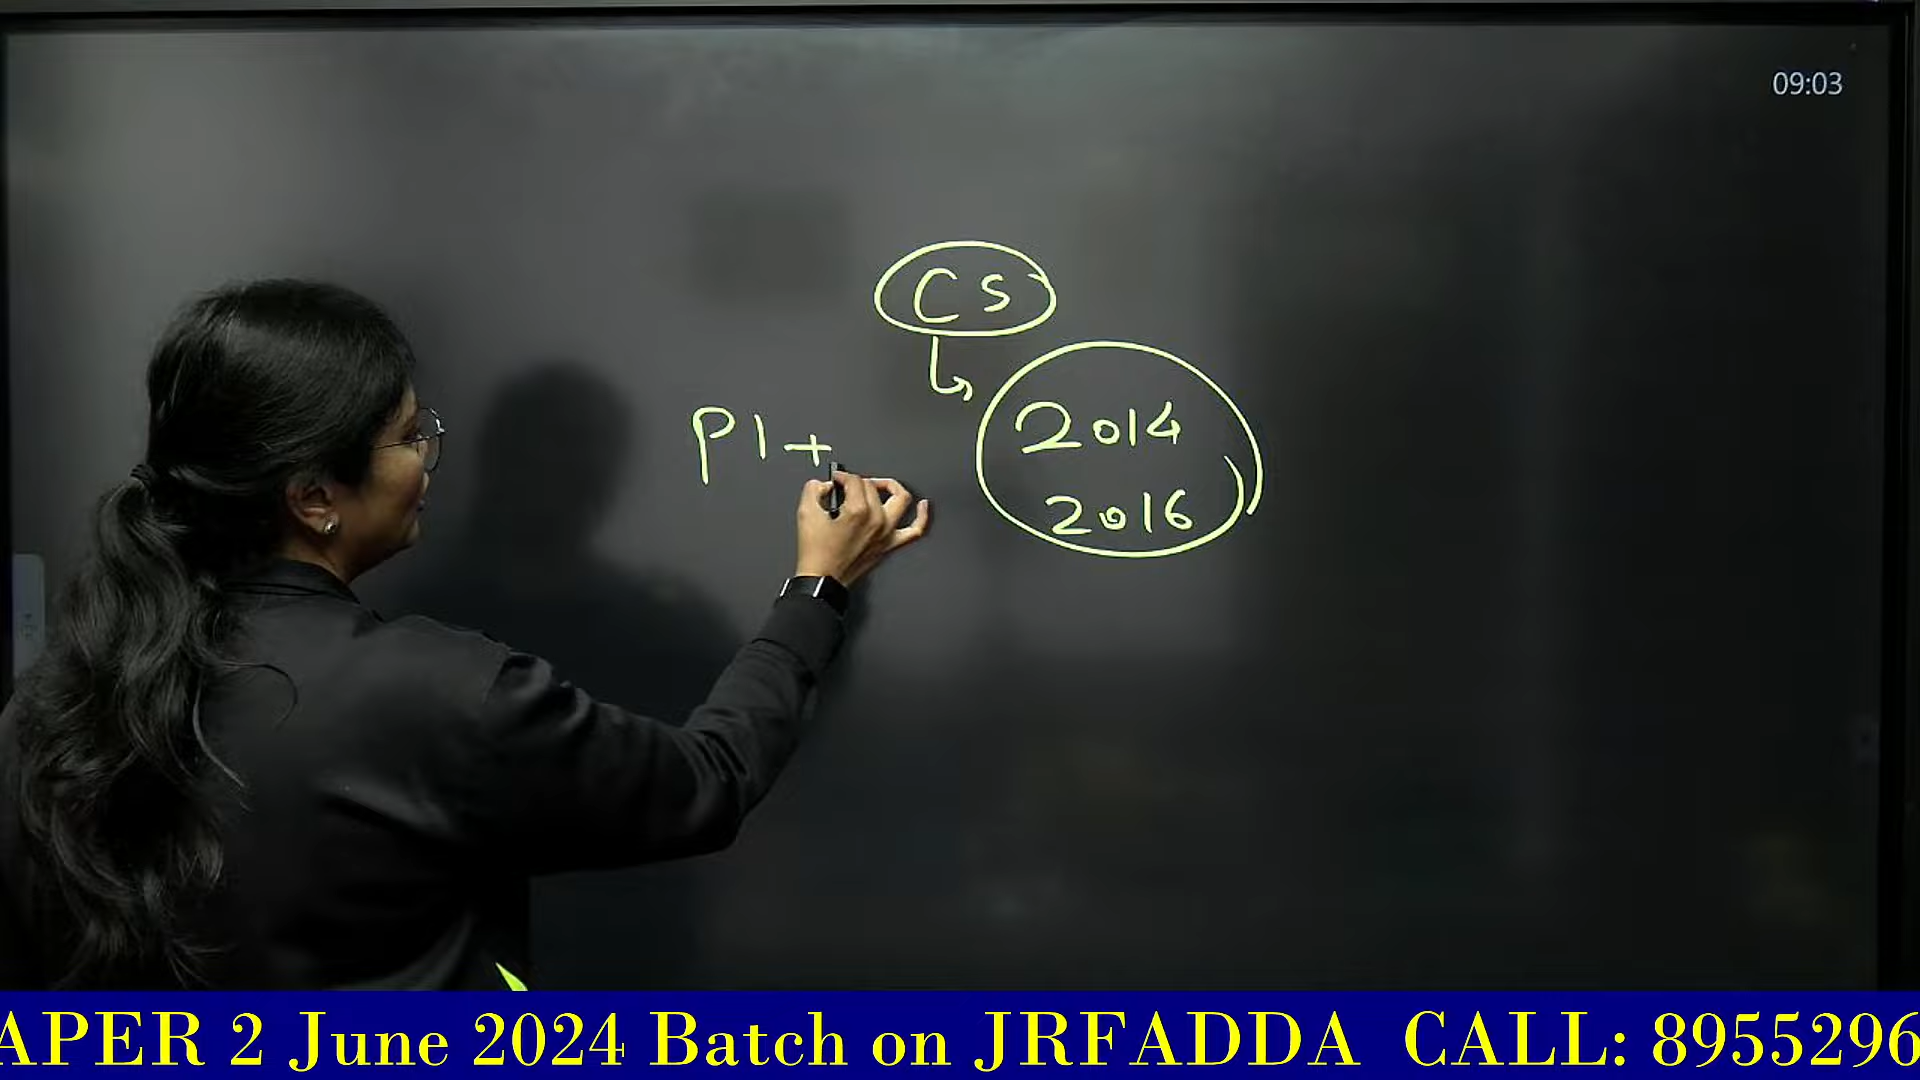 09:03
CS
2014
P1+
2016
APER 2 June 2024 Batch on JRFADDA CALL: 8955296